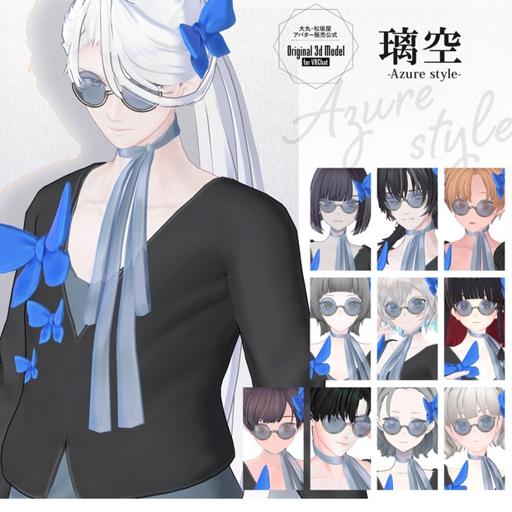 大丸・松坂屋
アバター販売公式
Original 3d Model
for VRChat
璃空
-Azure style-
Azure
style